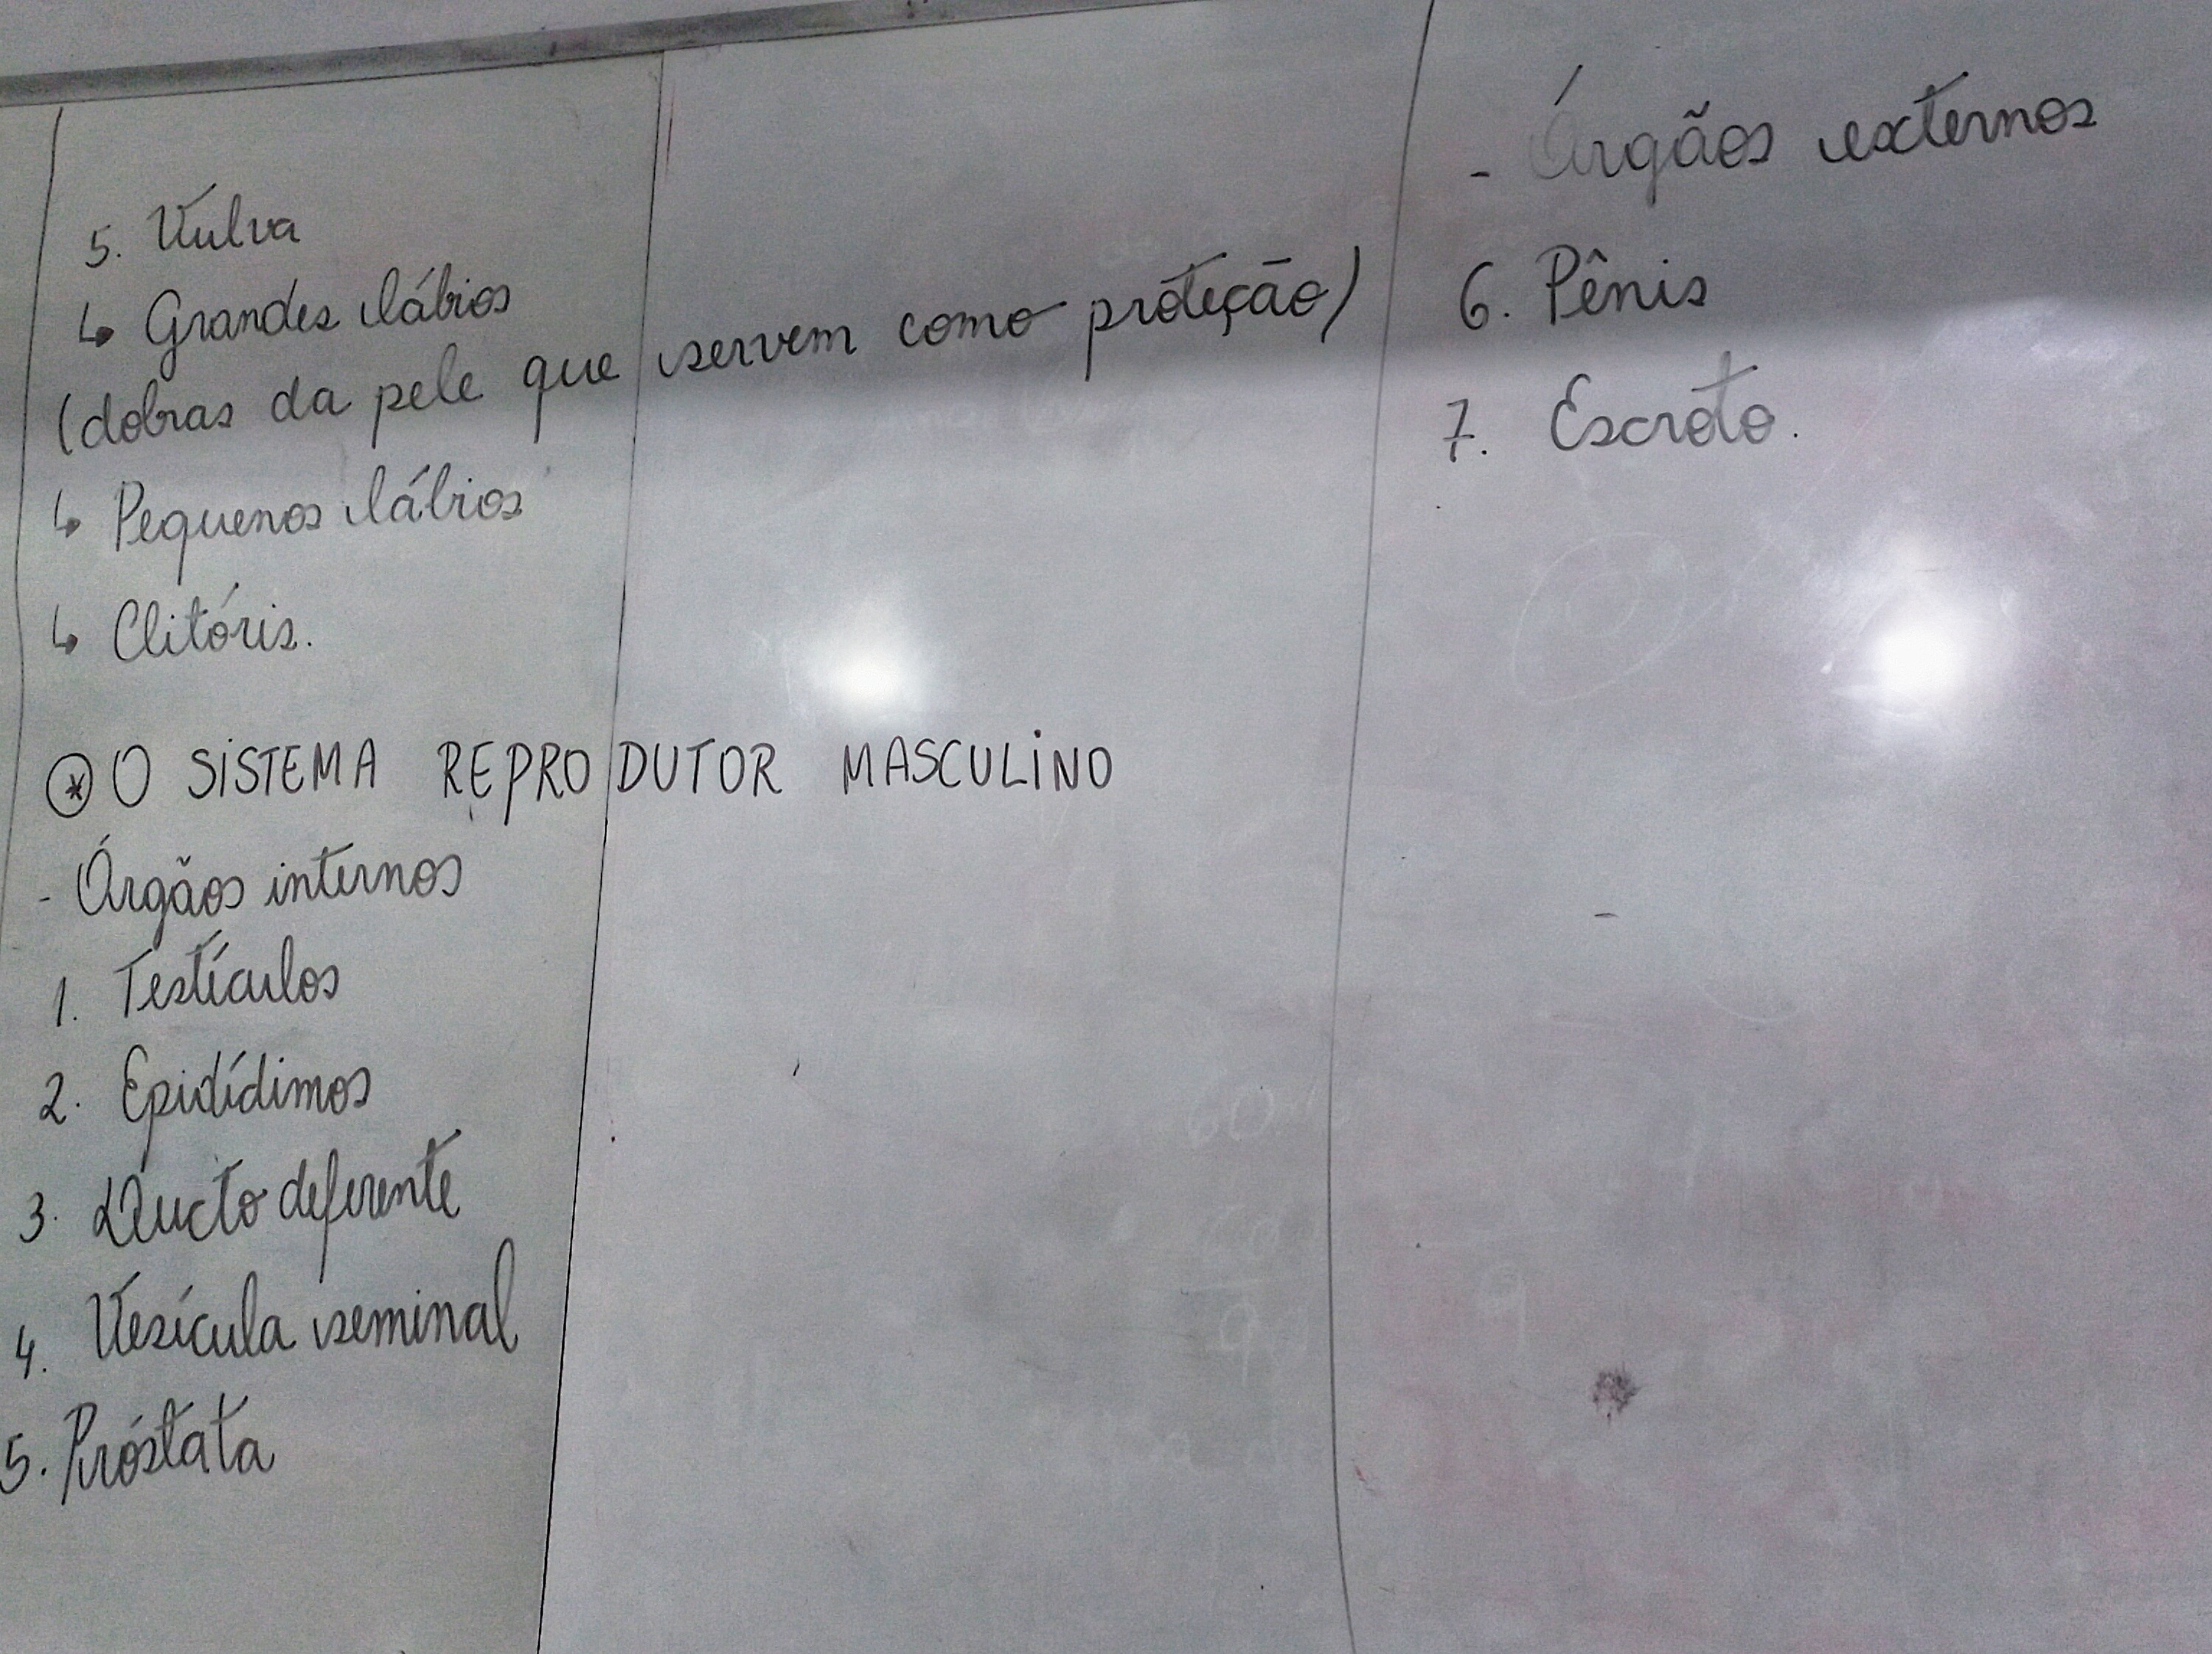 5. Vulva
↳ Grandes lábios
(dobras da pele que servem como proteção)
↳ Pequenos lábios
↳ Clitóris.
⊛ O SISTEMA REPRODUTOR MASCULINO
- Órgãos internos
1. Testículos
2. Epidídimos
3. Ducto deferente
4. Vesícula seminal
5. Próstata
- Órgãos externos
6. Pênis
7. Escroto.